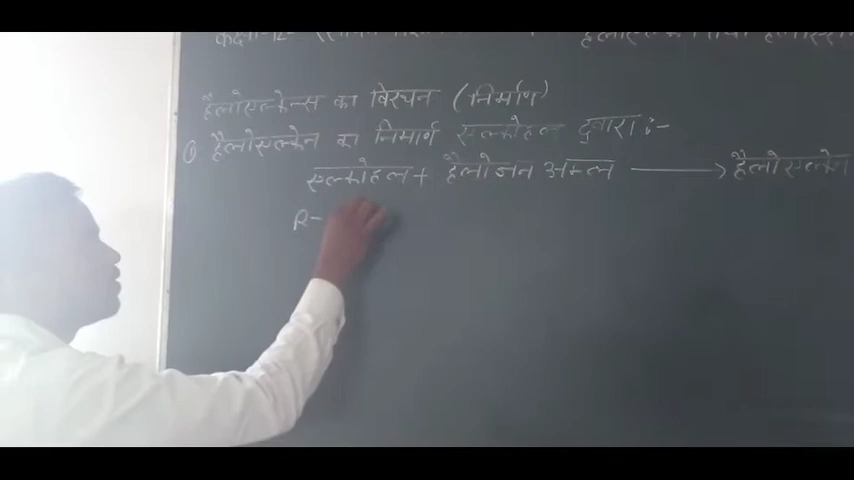 हैलोएल्केन्स का विरचन (निर्माण)
① हैलोएल्केन का निमार्ण एल्कोहल द्वारा :-
एल्कोहल + हैलोजन अम्ल ⟶ हैलोएल्केन
R-